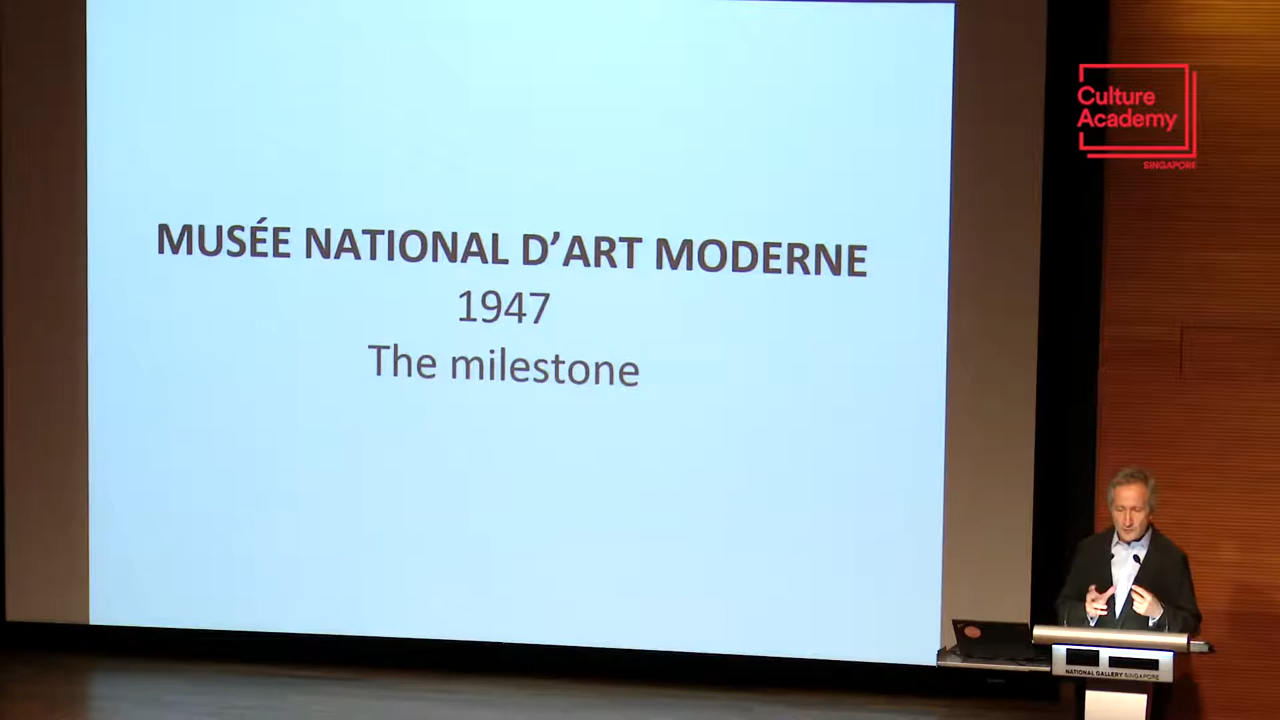 MUSÉE NATIONAL D’ART MODERNE
1947
The milestone
Culture
Academy
SINGAPORE
NATIONAL GALLERY SINGAPORE